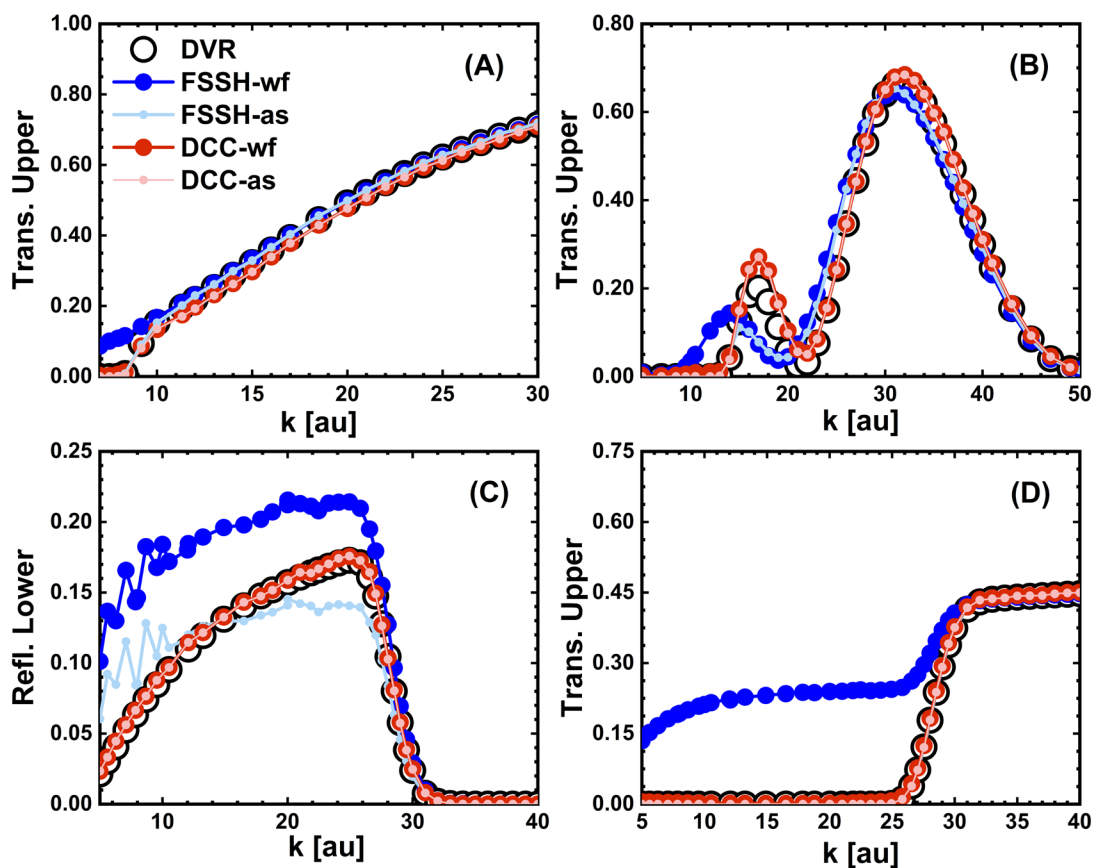 (A)
Trans. Upper
1.00
0.80
0.60
0.40
0.20
0.00
DVR
FSSH-wf
FSSH-as
DCC-wf
DCC-as
10 15 20 25 30
k [au]
(B)
Trans. Upper
0.80
0.60
0.40
0.20
0.00
10 20 30 40 50
k [au]
(C)
Refl. Lower
0.25
0.20
0.15
0.10
0.05
0.00
10 20 30 40
k [au]
(D)
Trans. Upper
0.75
0.60
0.45
0.30
0.15
0.00
5 10 15 20 25 30 35 40
k [au]